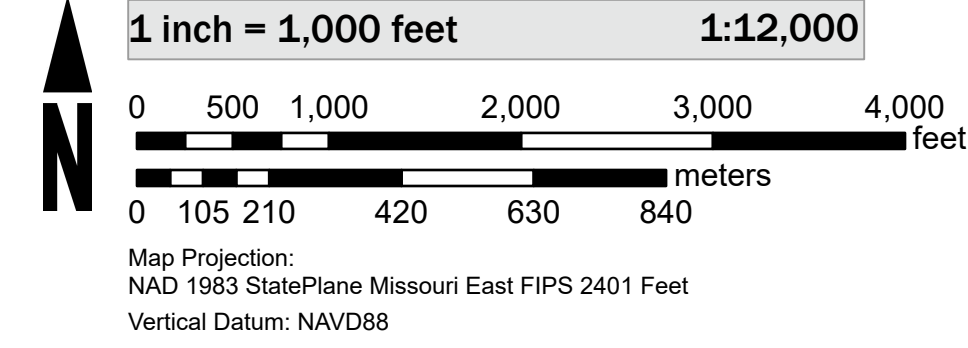 1 inch = 1,000 feet 1:12,000
0 500 1,000 2,000 3,000 4,000
feet
meters
0 105 210 420 630 840
N
Map Projection:
NAD 1983 StatePlane Missouri East FIPS 2401 Feet
Vertical Datum: NAVD88